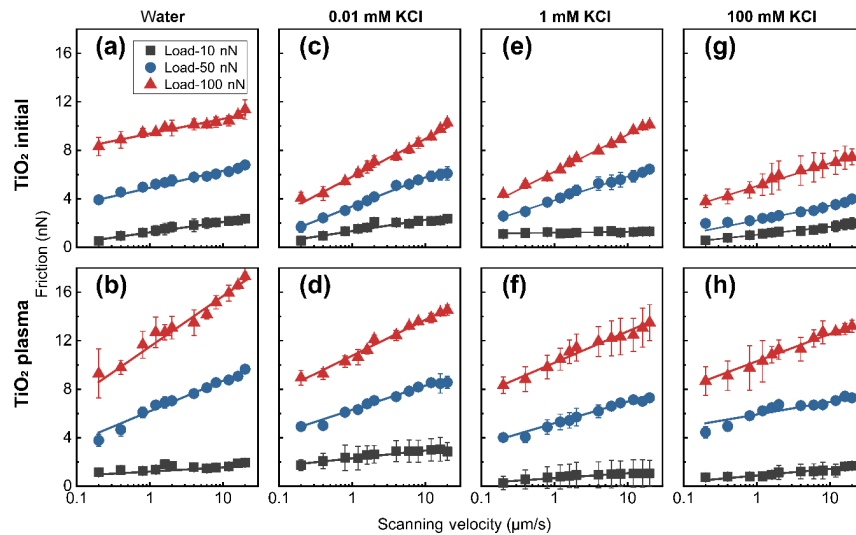 Water
0.01 mM KCl
1 mM KCl
100 mM KCl
TiO₂ initial
TiO₂ plasma
Friction (nN)
(a)
(c)
(e)
(g)
Load-10 nN
Load-50 nN
Load-100 nN
16
12
8
4
0
(b)
(d)
(f)
(h)
16
12
8
4
0
0.1 1 10 0.1 1 10 0.1 1 10 0.1 1 10
Scanning velocity (μm/s)